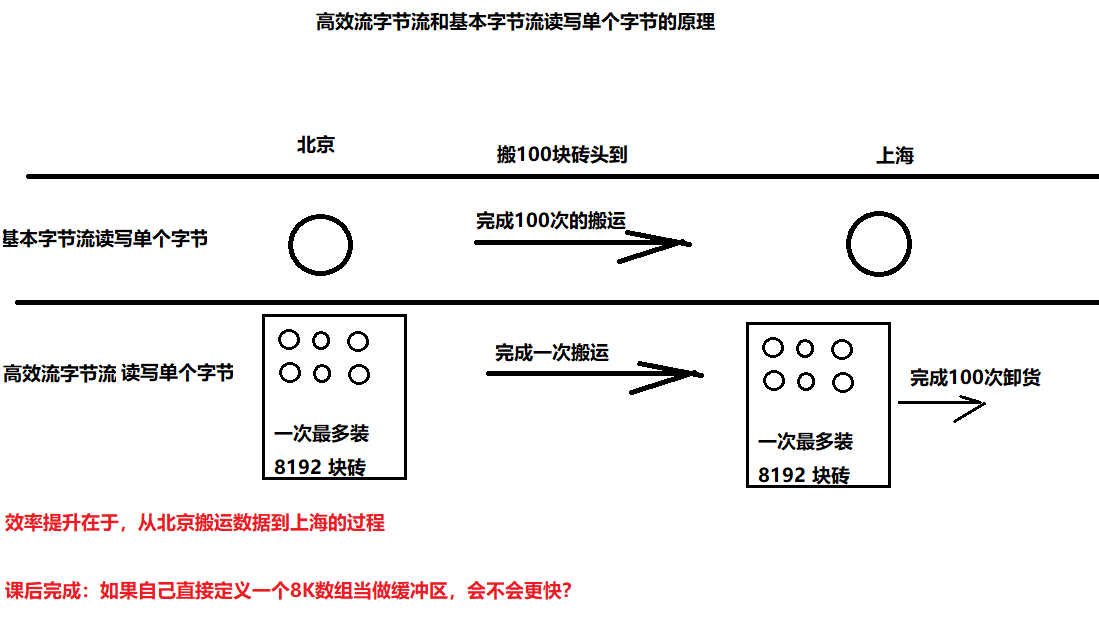 高效流字节流和基本字节流读写单个字节的原理
北京
搬100块砖头到
上海
基本字节流读写单个字节
完成100次的搬运
高效流字节流 读写单个字节
完成一次搬运
完成100次卸货
一次最多装
8192 块砖
一次最多装
8192 块砖
效率提升在于，从北京搬运数据到上海的过程
课后完成：如果自己直接定义一个8K数组当做缓冲区，会不会更快？